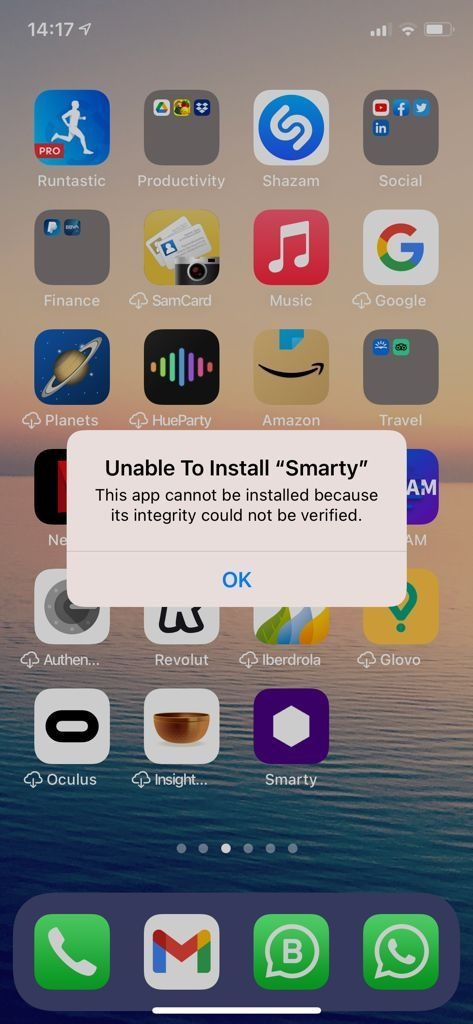 14:17
PRO
Runtastic
Productivity
Shazam
in
Social
BBVA
Finance
SamCard
Music
Google
Planets
HueParty
Amazon
Travel
Unable To Install “Smarty”
This app cannot be installed because
its integrity could not be verified.
OK
Authen...
Revolut
Iberdrola
Glovo
Oculus
Insight...
Smarty
B